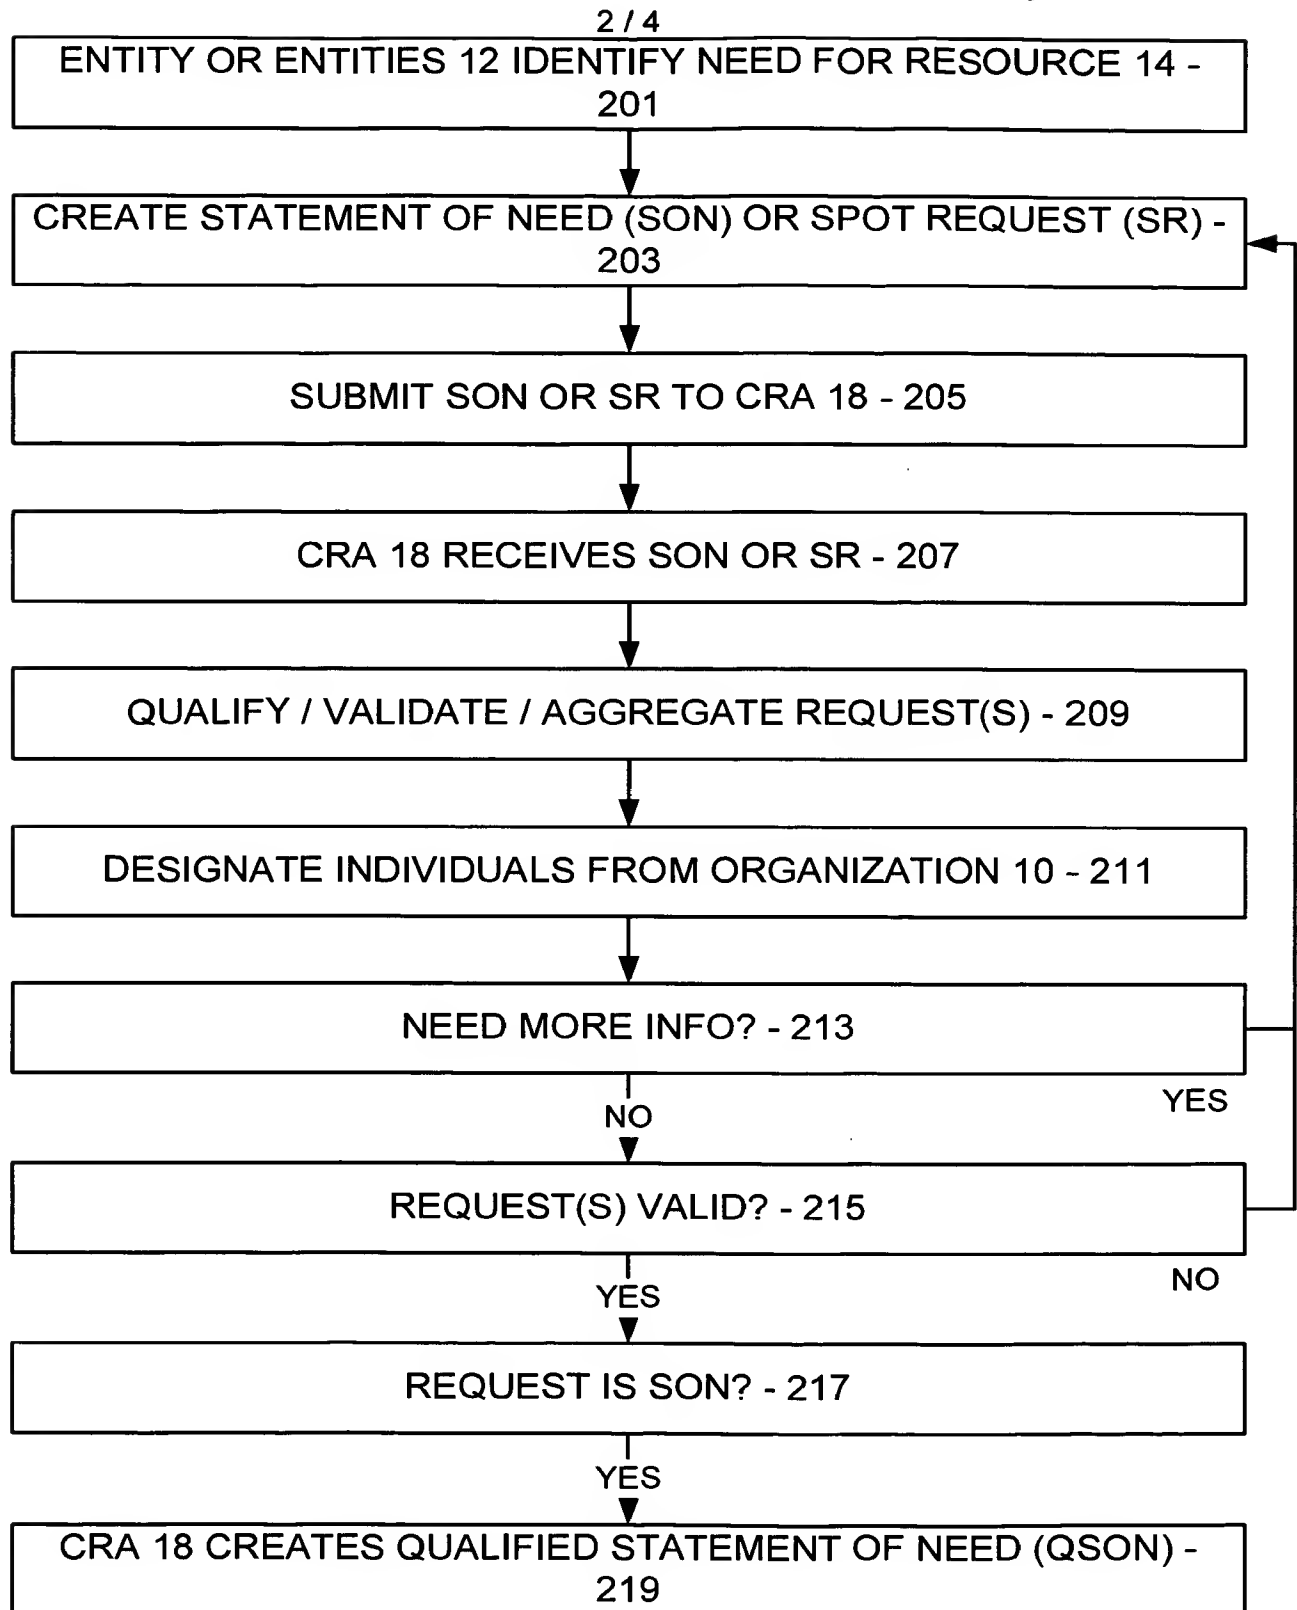 2 / 4
ENTITY OR ENTITIES 12 IDENTIFY NEED FOR RESOURCE 14 -
201
CREATE STATEMENT OF NEED (SON) OR SPOT REQUEST (SR) -
203
SUBMIT SON OR SR TO CRA 18 - 205
CRA 18 RECEIVES SON OR SR - 207
QUALIFY / VALIDATE / AGGREGATE REQUEST(S) - 209
DESIGNATE INDIVIDUALS FROM ORGANIZATION 10 - 211
NEED MORE INFO? - 213
YES
NO
REQUEST(S) VALID? - 215
NO
YES
REQUEST IS SON? - 217
YES
CRA 18 CREATES QUALIFIED STATEMENT OF NEED (QSON) -
219